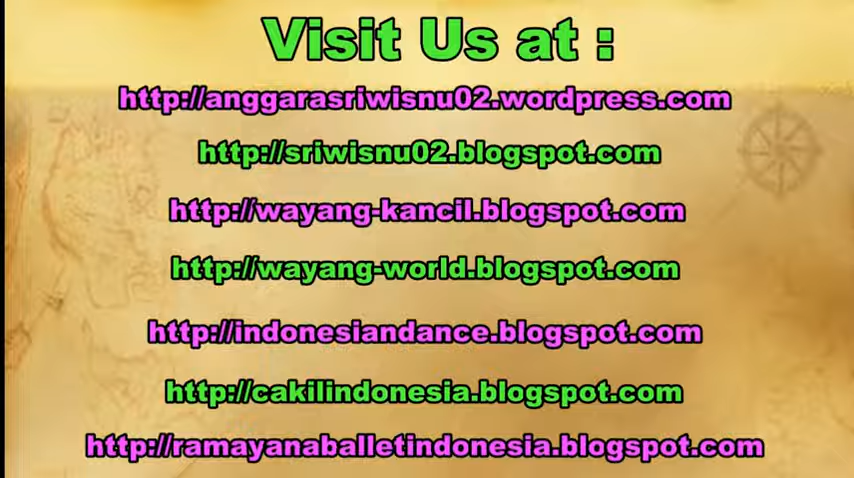 Visit Us at :
http://anggarasriwisnu02.wordpress.com
http://sriwisnu02.blogspot.com
http://wayang-kancil.blogspot.com
http://wayang-world.blogspot.com
http://indonesiandance.blogspot.com
http://cakilindonesia.blogspot.com
http://ramayanaballetindonesia.blogspot.com